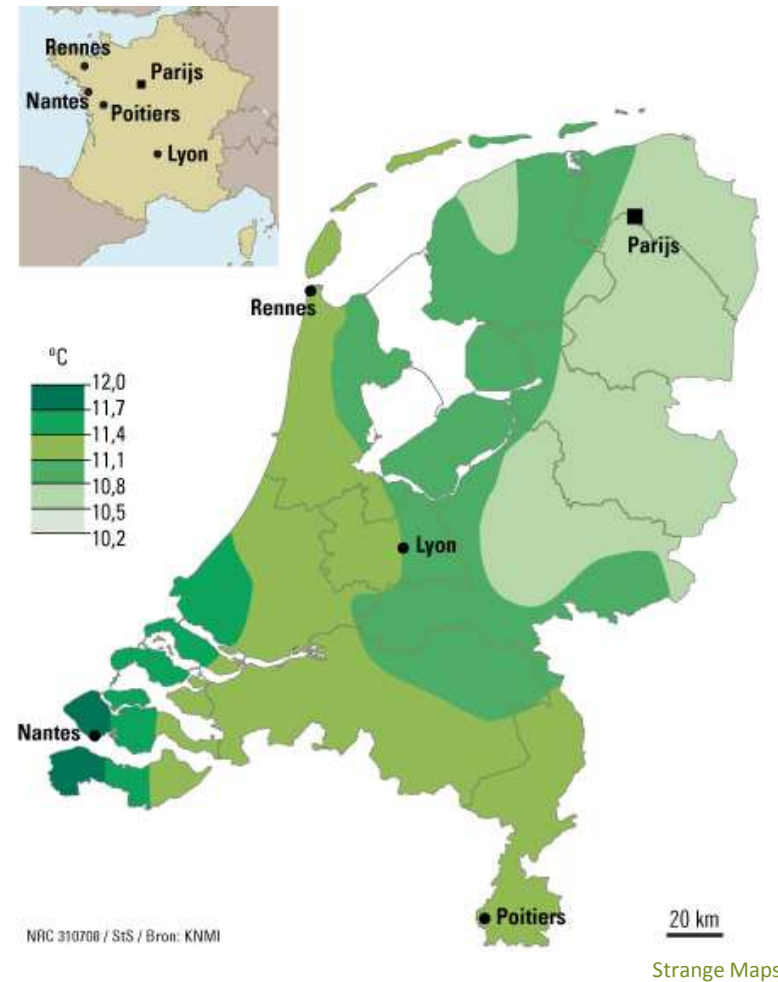 Rennes
Parijs
Nantes
Poitiers
Lyon
Parijs
Rennes
°C
12,0
11,7
11,4
11,1
10,8
10,5
10,2
Lyon
Nantes
Poitiers
20 km
NRC 310708 / StS / Bron: KNMI
Strange Maps